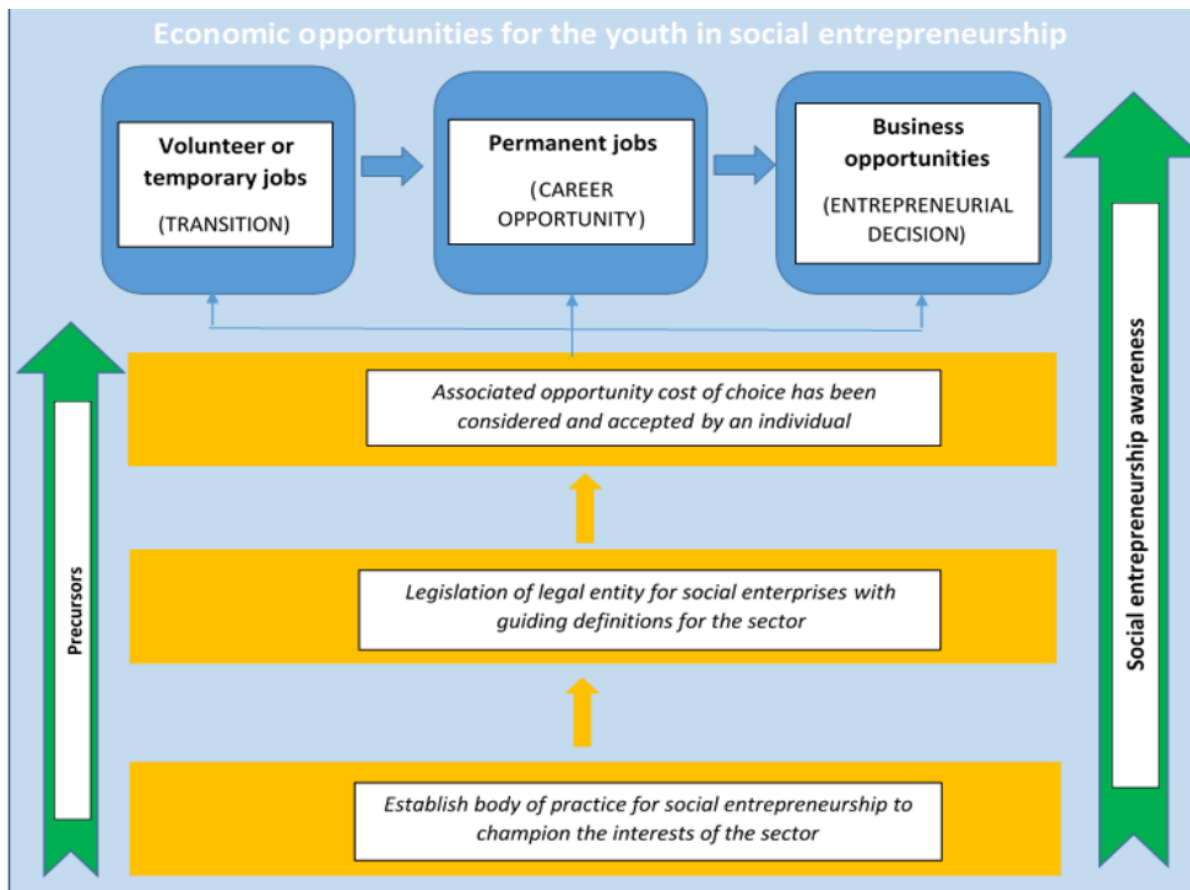 Economic opportunities for the youth in social entrepreneurship
Volunteer or
temporary jobs
(TRANSITION)
Permanent jobs
(CAREER
OPPORTUNITY)
Business
opportunities
(ENTREPRENEURIAL
DECISION)
Associated opportunity cost of choice has been
considered and accepted by an individual
Legislation of legal entity for social enterprises with
guiding definitions for the sector
Establish body of practice for social entrepreneurship to
champion the interests of the sector
Precursors
Social entrepreneurship awareness